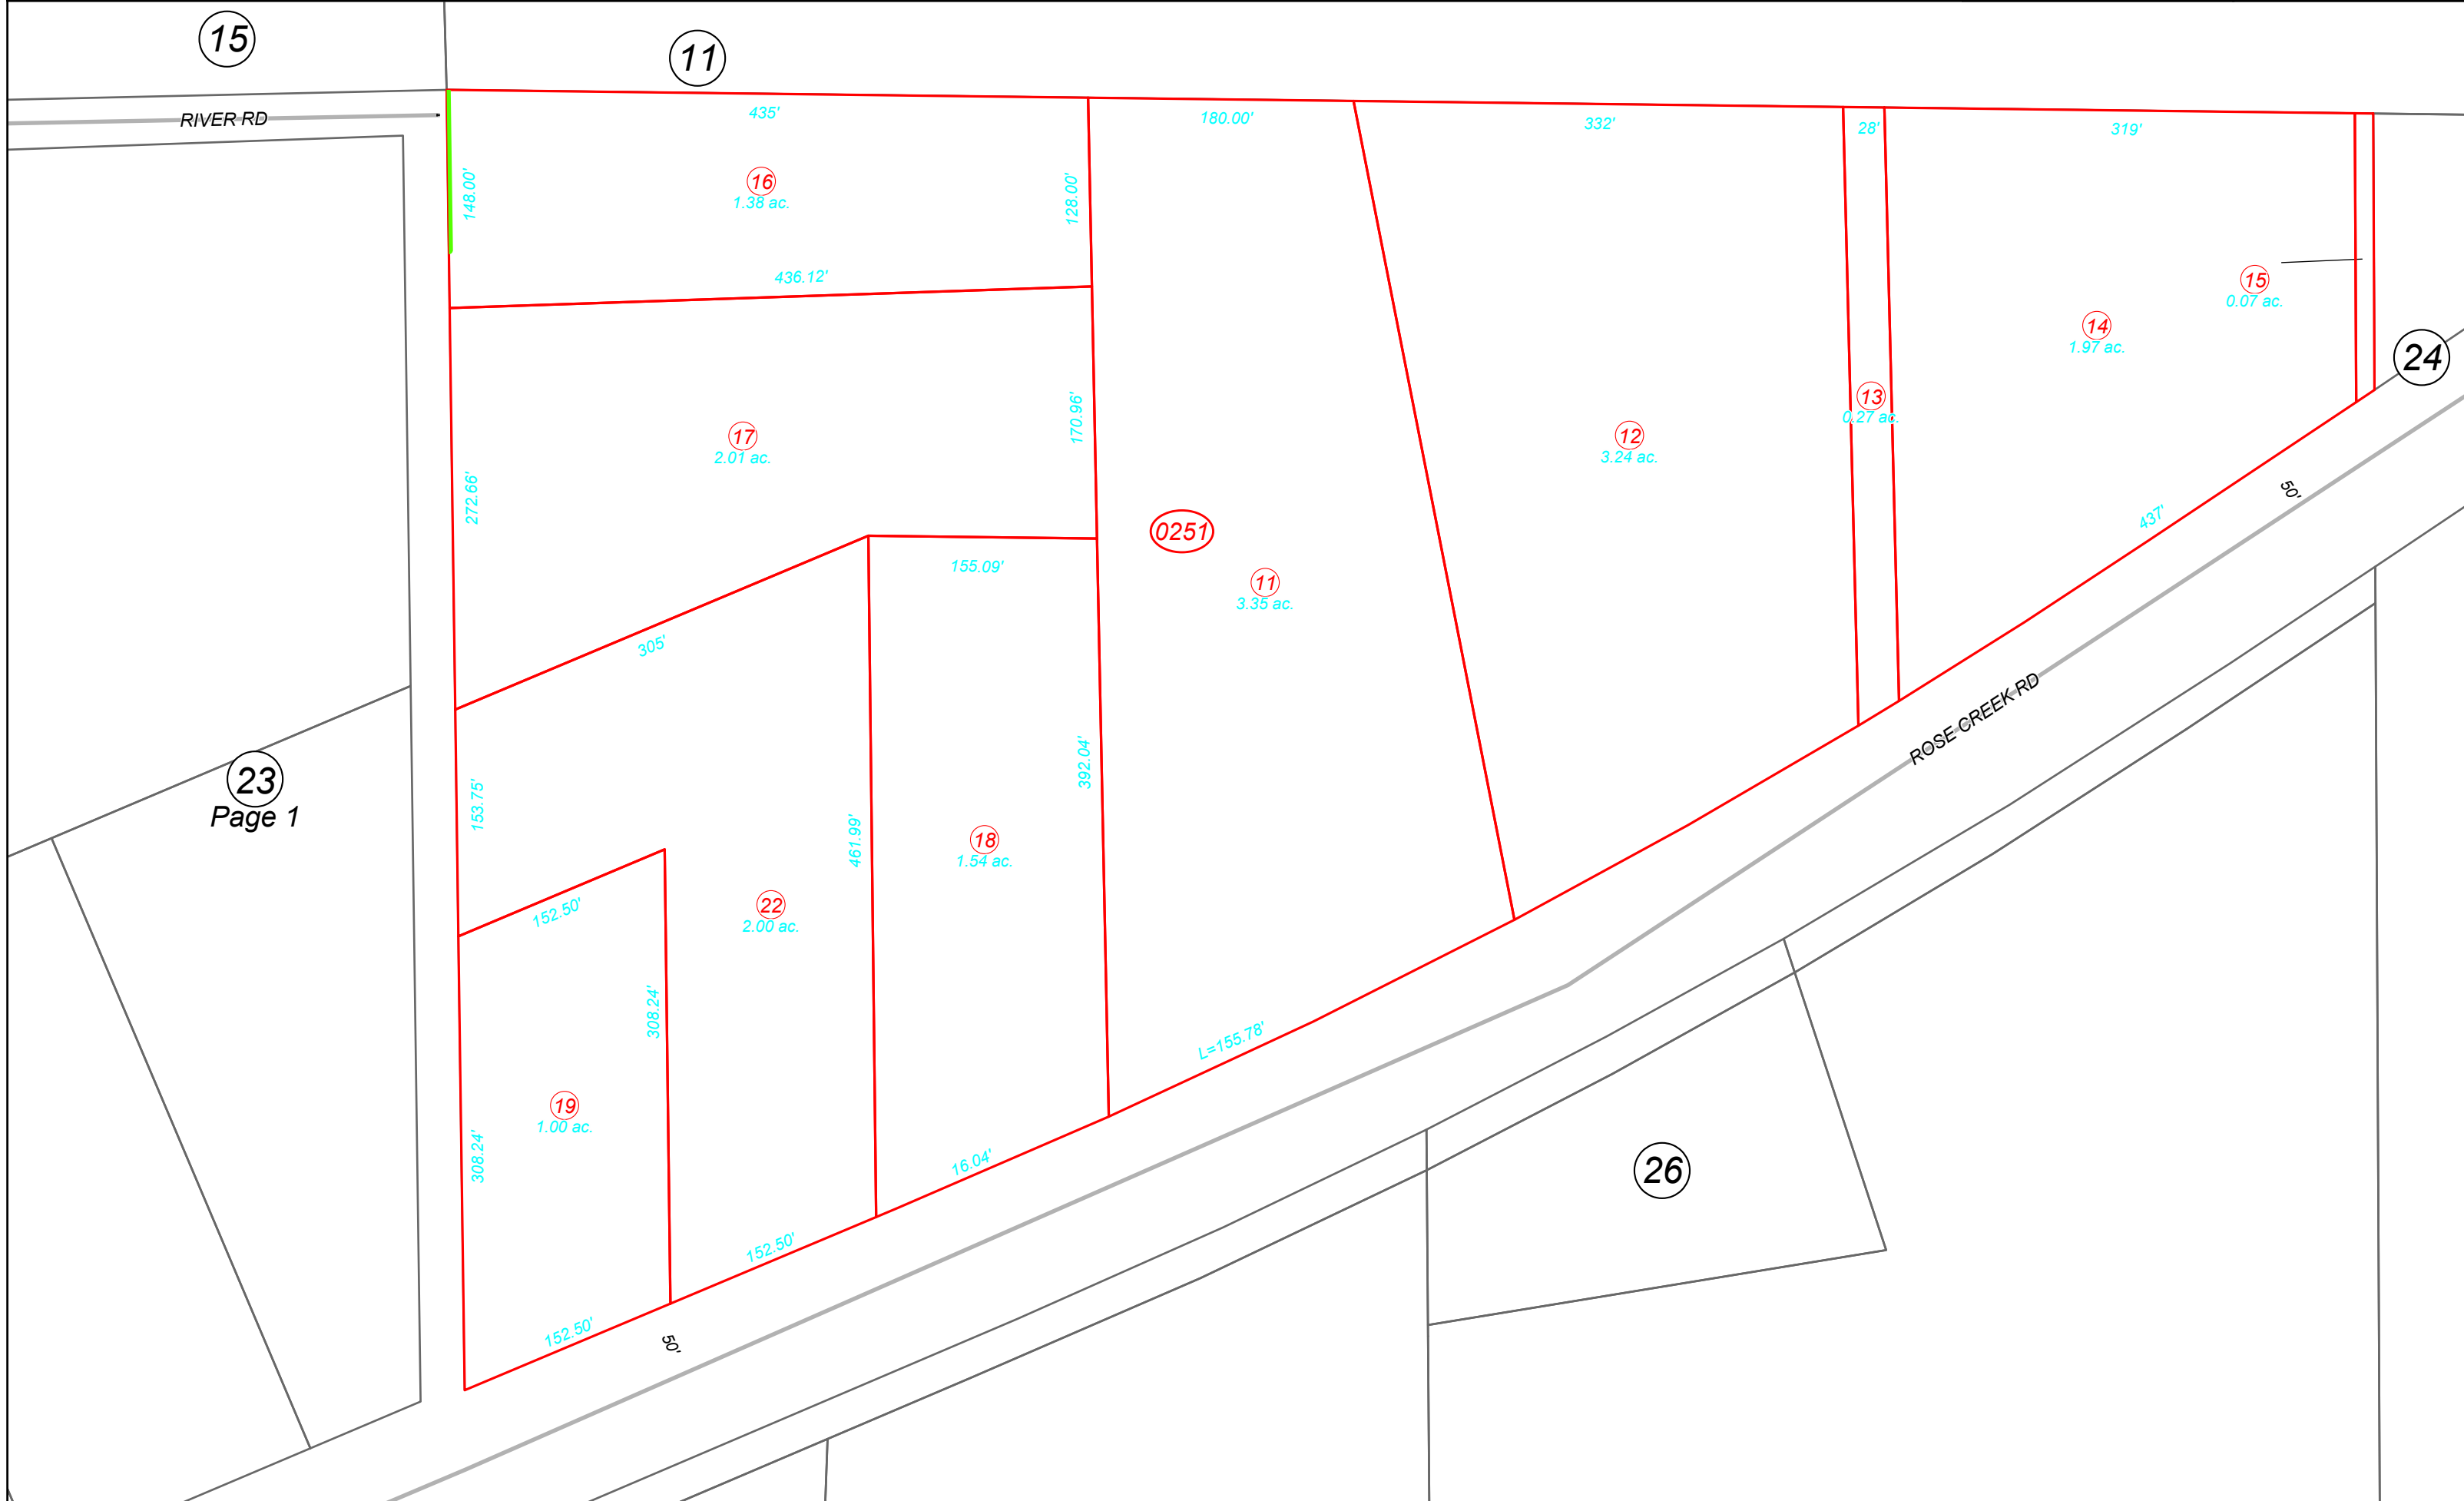 15
11
RIVER RD
435'
180.00'
332'
28'
319'
148.00'
16
1.38 ac.
128.00'
436.12'
15
0.07 ac.
14
1.97 ac.
24
13
0.27 ac.
17
2.01 ac.
170.96'
12
3.24 ac.
272.66'
50'
437'
0251
155.09'
11
3.35 ac.
305'
ROSE CREEK RD
23
Page 1
153.75'
461.99'
392.04'
18
1.54 ac.
152.50'
22
2.00 ac.
308.24'
L=155.78'
19
1.00 ac.
308.24'
16.04'
26
152.50'
152.50'
50'